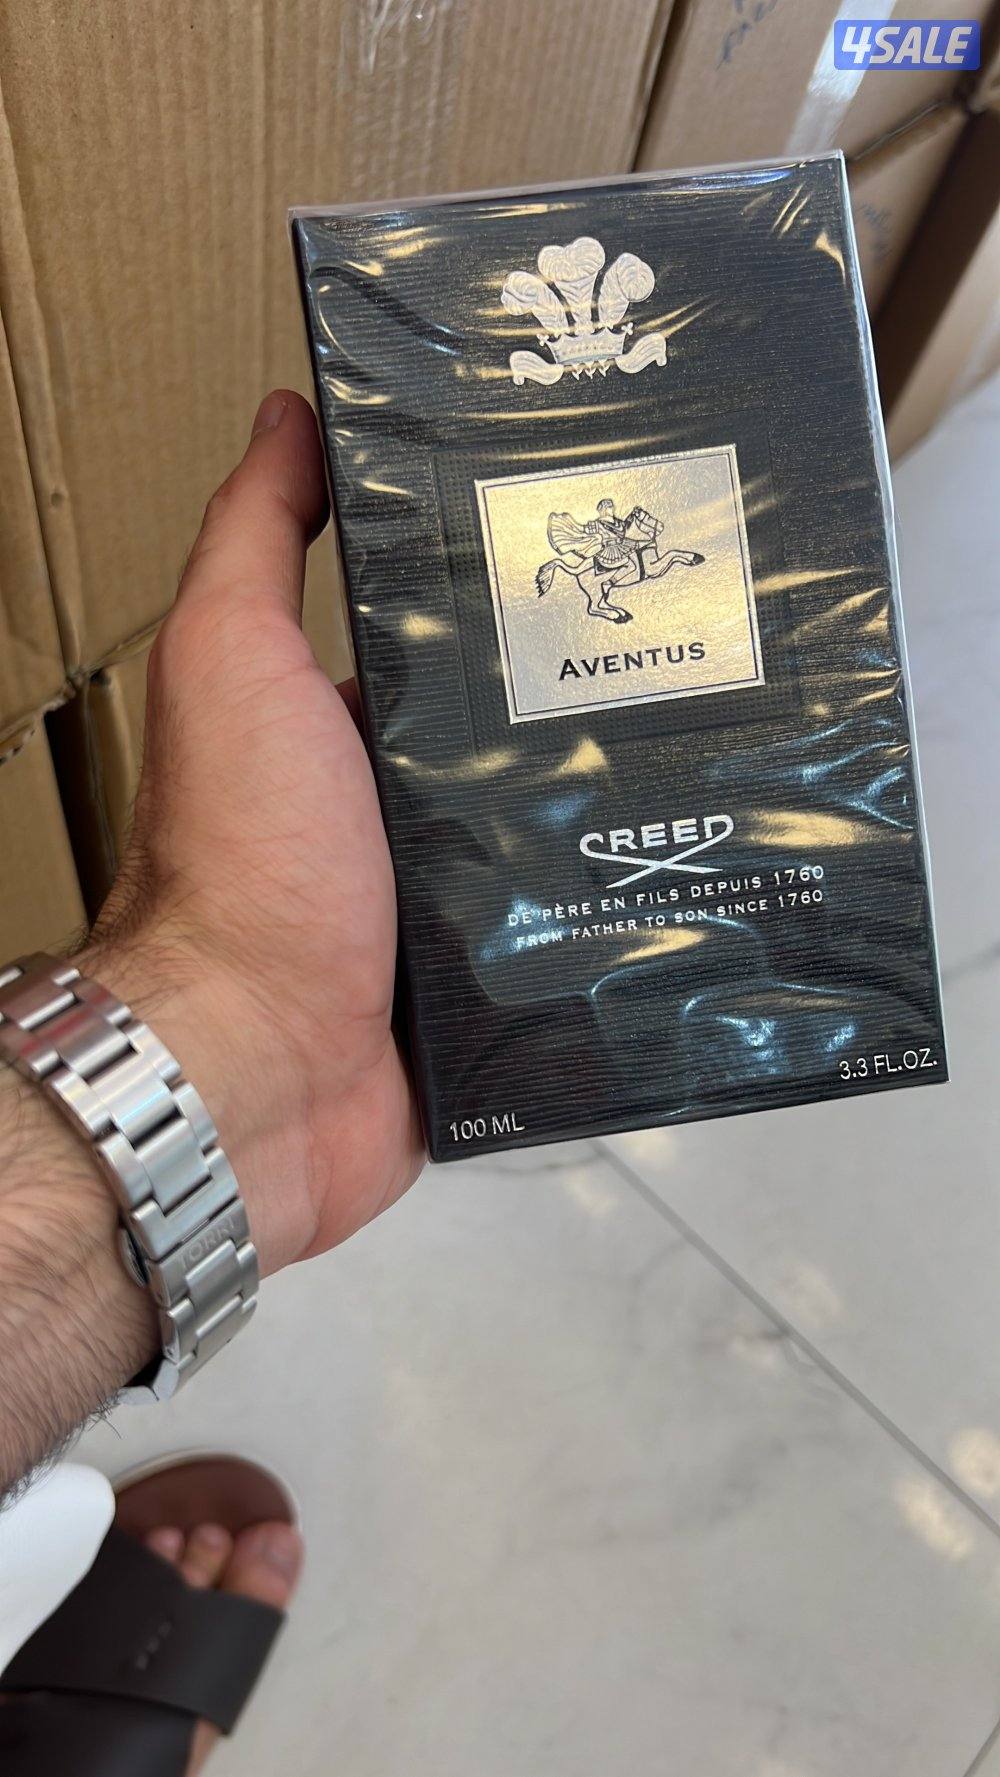 4SALE
AVENTUS
CREED
DE PÈRE EN FILS DEPUIS 1760
FROM FATHER TO SON SINCE 1760
3.3 FL.OZ.
100 ML